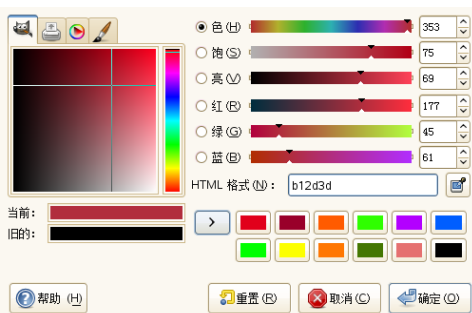 色(H) 353
饱(S) 75
亮(V) 69
红(R) 177
绿(G) 45
蓝(B) 61
HTML 格式(N)： b12d3d
当前:
旧的:
帮助 (H)
重置(R) 取消(C) 确定(O)